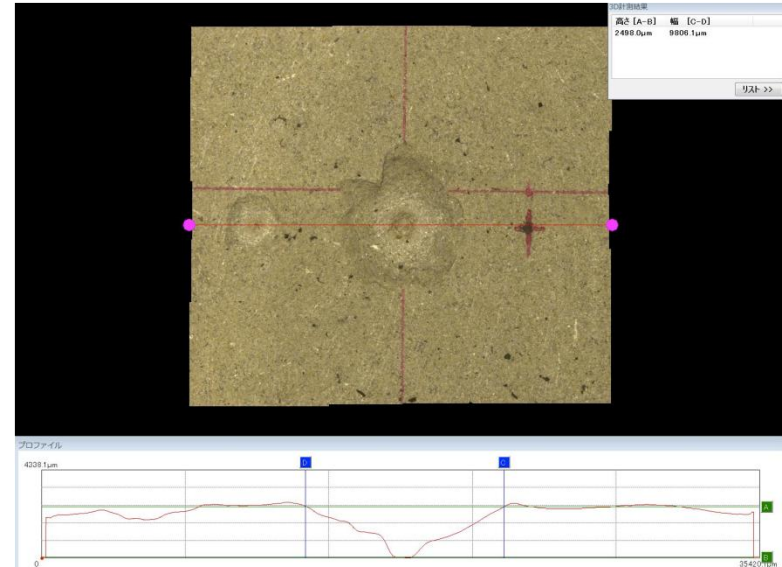 3D計測結果
高さ [A-B] 幅 [C-D]
2498.0μm 9806.1μm
リスト >>
プロファイル
4338.1μm
D
C
A
B
0
35420.1μm